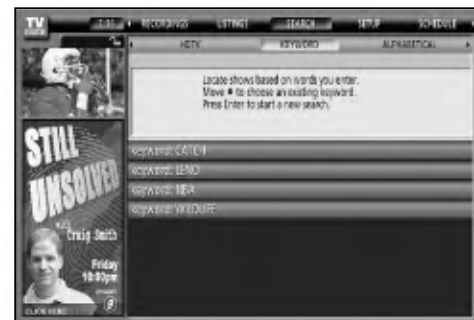 TV
GUIDE
RECORDINGS LISTINGS SEARCH SETUP SCHEDULE
HDTV KEYWORD ALPHABETICAL
Locate shows based on words you enter.
Move to choose an existing keyword.
Press Enter to start a new search.
keyword: CATCH
keyword: LENO
keyword: NBA
keyword: WILDLIFE
STILL
UNSOLVED
with
Craig Smith
Friday
10:00pm
CLICK HERE